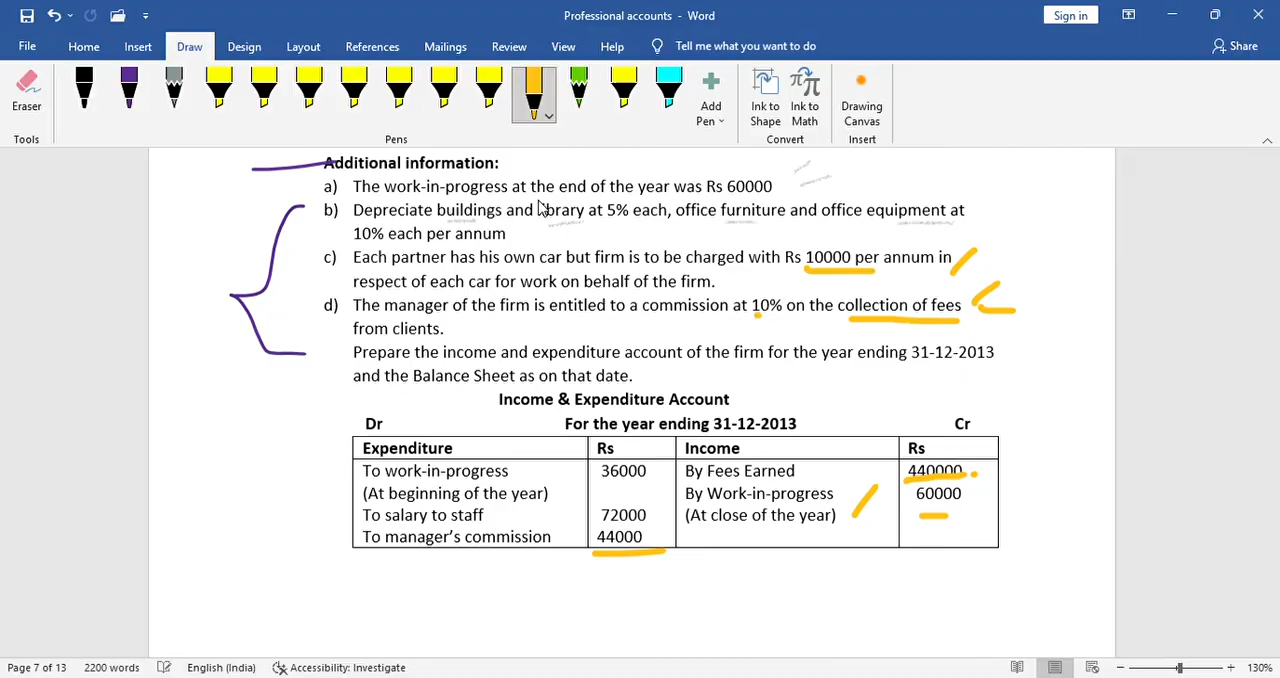 Professional accounts - Word
Sign in
File Home Insert Draw Design Layout References Mailings Review View Help Tell me what you want to do Share
Eraser
Add Pen
Ink to Shape
Ink to Math
Drawing Canvas
Tools Pens Convert Insert
Additional information:
a) The work-in-progress at the end of the year was Rs 60000
b) Depreciate buildings and library at 5% each, office furniture and office equipment at
10% each per annum
c) Each partner has his own car but firm is to be charged with Rs 10000 per annum in
respect of each car for work on behalf of the firm.
d) The manager of the firm is entitled to a commission at 10% on the collection of fees
from clients.
Prepare the income and expenditure account of the firm for the year ending 31-12-2013
and the Balance Sheet as on that date.
Income & Expenditure Account
Dr For the year ending 31-12-2013 Cr
Expenditure Rs Income Rs
To work-in-progress 36000 By Fees Earned 440000
(At beginning of the year) By Work-in-progress 60000
To salary to staff 72000 (At close of the year)
To manager's commission 44000
Page 7 of 13 2200 words English (India) Accessibility: Investigate 130%